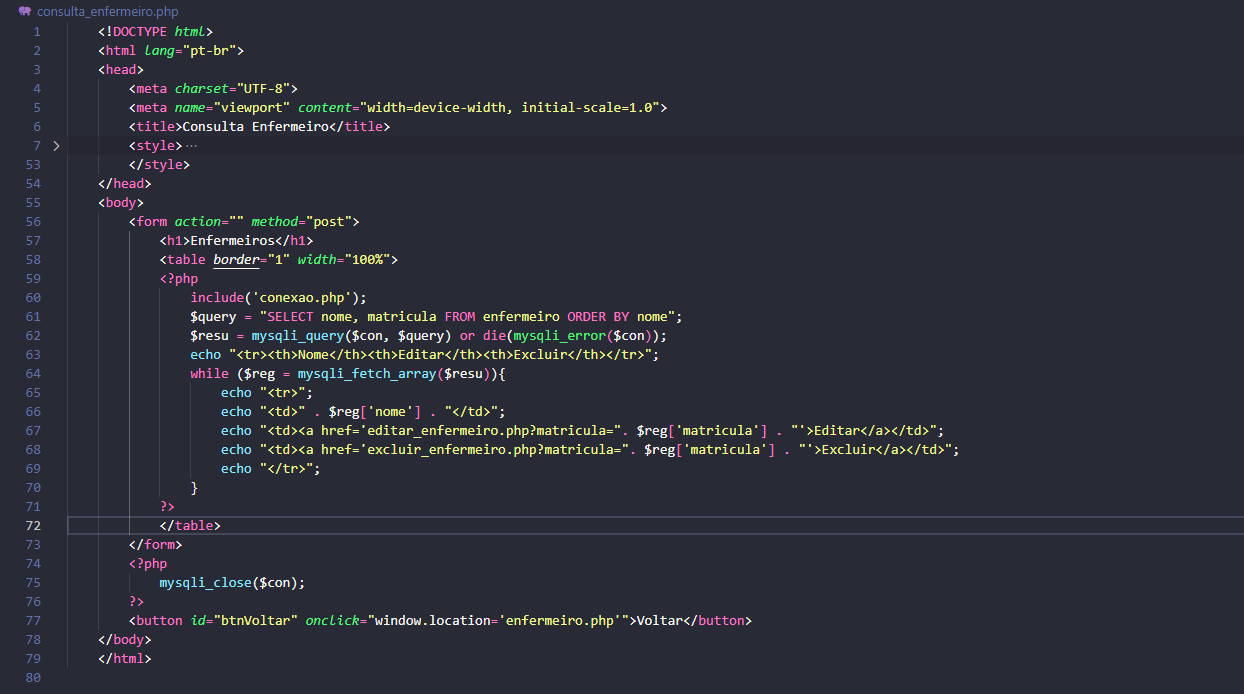 consulta_enfermeiro.php
1 <!DOCTYPE html>
2 <html lang="pt-br">
3 <head>
4 <meta charset="UTF-8">
5 <meta name="viewport" content="width=device-width, initial-scale=1.0">
6 <title>Consulta Enfermeiro</title>
7 <style>···
53 </style>
54 </head>
55 <body>
56 <form action="" method="post">
57 <h1>Enfermeiros</h1>
58 <table border="1" width="100%">
59 <?php
60 include('conexao.php');
61 $query = "SELECT nome, matricula FROM enfermeiro ORDER BY nome";
62 $resu = mysqli_query($con, $query) or die(mysqli_error($con));
63 echo "<tr><th>Nome</th><th>Editar</th><th>Excluir</th></tr>";
64 while ($reg = mysqli_fetch_array($resu)){
65 echo "<tr>";
66 echo "<td>" . $reg['nome'] . "</td>";
67 echo "<td><a href='editar_enfermeiro.php?matricula=". $reg['matricula'] . "'>Editar</a></td>";
68 echo "<td><a href='excluir_enfermeiro.php?matricula=". $reg['matricula'] . "'>Excluir</a></td>";
69 echo "</tr>";
70 }
71 ?>
72 </table>
73 </form>
74 <?php
75 mysqli_close($con);
76 ?>
77 <button id="btnVoltar" onclick="window.location='enfermeiro.php'">Voltar</button>
78 </body>
79 </html>
80